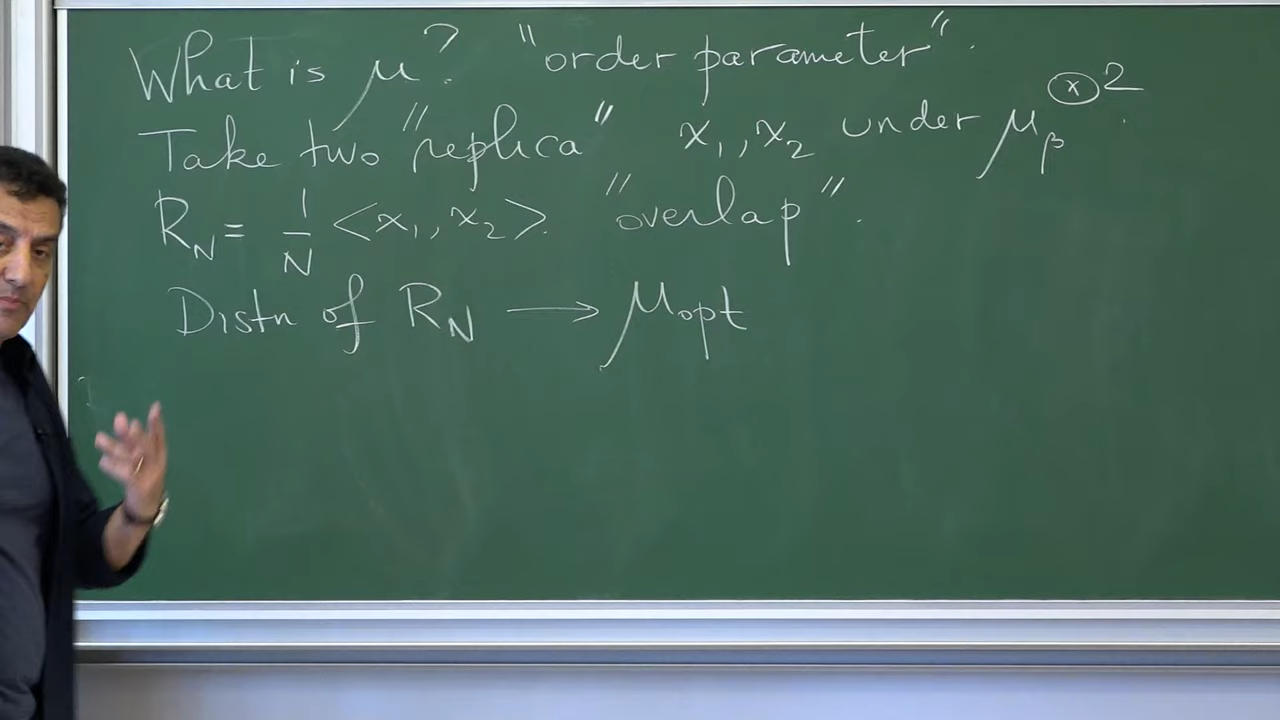 What is μ? "order parameter".
Take two "replica" x₁, x₂ under μ_β^{⊗2}.
R_N = 1/N <x₁, x₂>. "overlap".
Distn of R_N ⟶ μ_opt